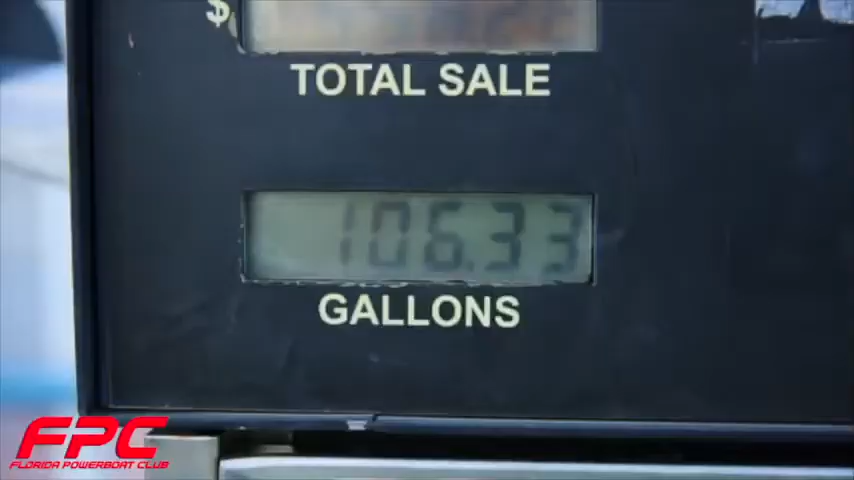 $
TOTAL SALE
106.33
GALLONS
FPC
FLORIDA POWERBOAT CLUB